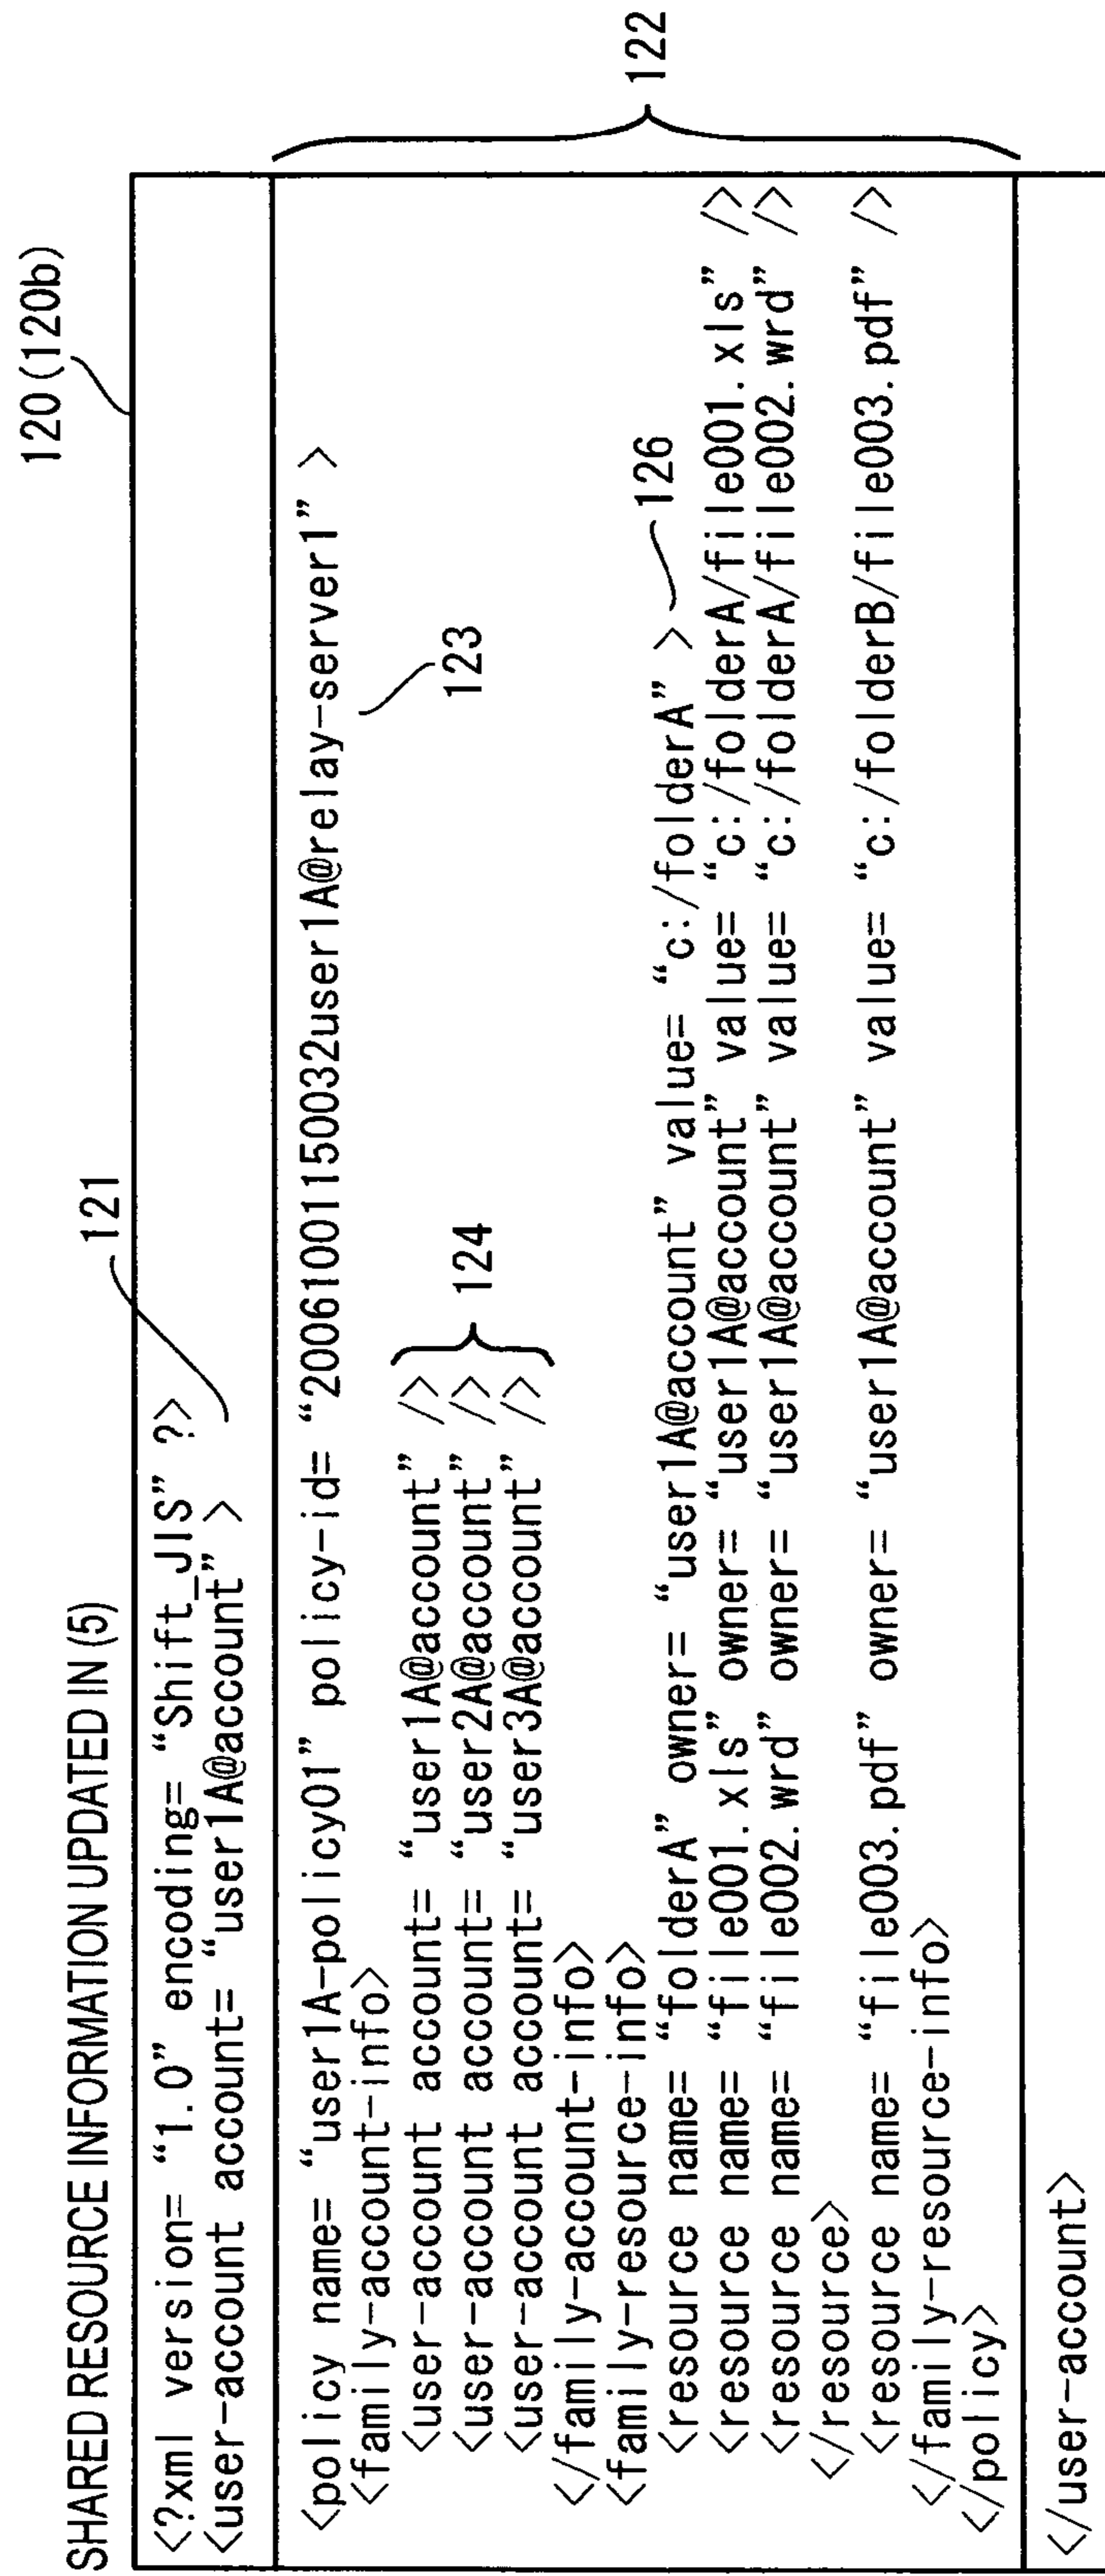 SHARED RESOURCE INFORMATION UPDATED IN (5)
120(120b)
121
<?xml version= “1.0” encoding= “Shift_JIS” ?>
<user-account account= “user1A@account” >
<policy name= “user1A-policy01” policy-id= “20061001150032user1A@relay-server1” >
123
<family-account-info>
<user-account account= “user1A@account” />
<user-account account= “user2A@account” />
124
<user-account account= “user3A@account” />
</family-account-info>
<family-resource-info>
126
<resource name= “folderA” owner= “user1A@account” value= “c:/folderA” >
<resource name= “file001.xls” owner= “user1A@account” value= “c:/folderA/file001.xls” />
<resource name= “file002.wrd” owner= “user1A@account” value= “c:/folderA/file002.wrd” />
</resource>
<resource name= “file003.pdf” owner= “user1A@account” value= “c:/folderB/file003.pdf” />
</family-resource-info>
</policy>
122
</user-account>